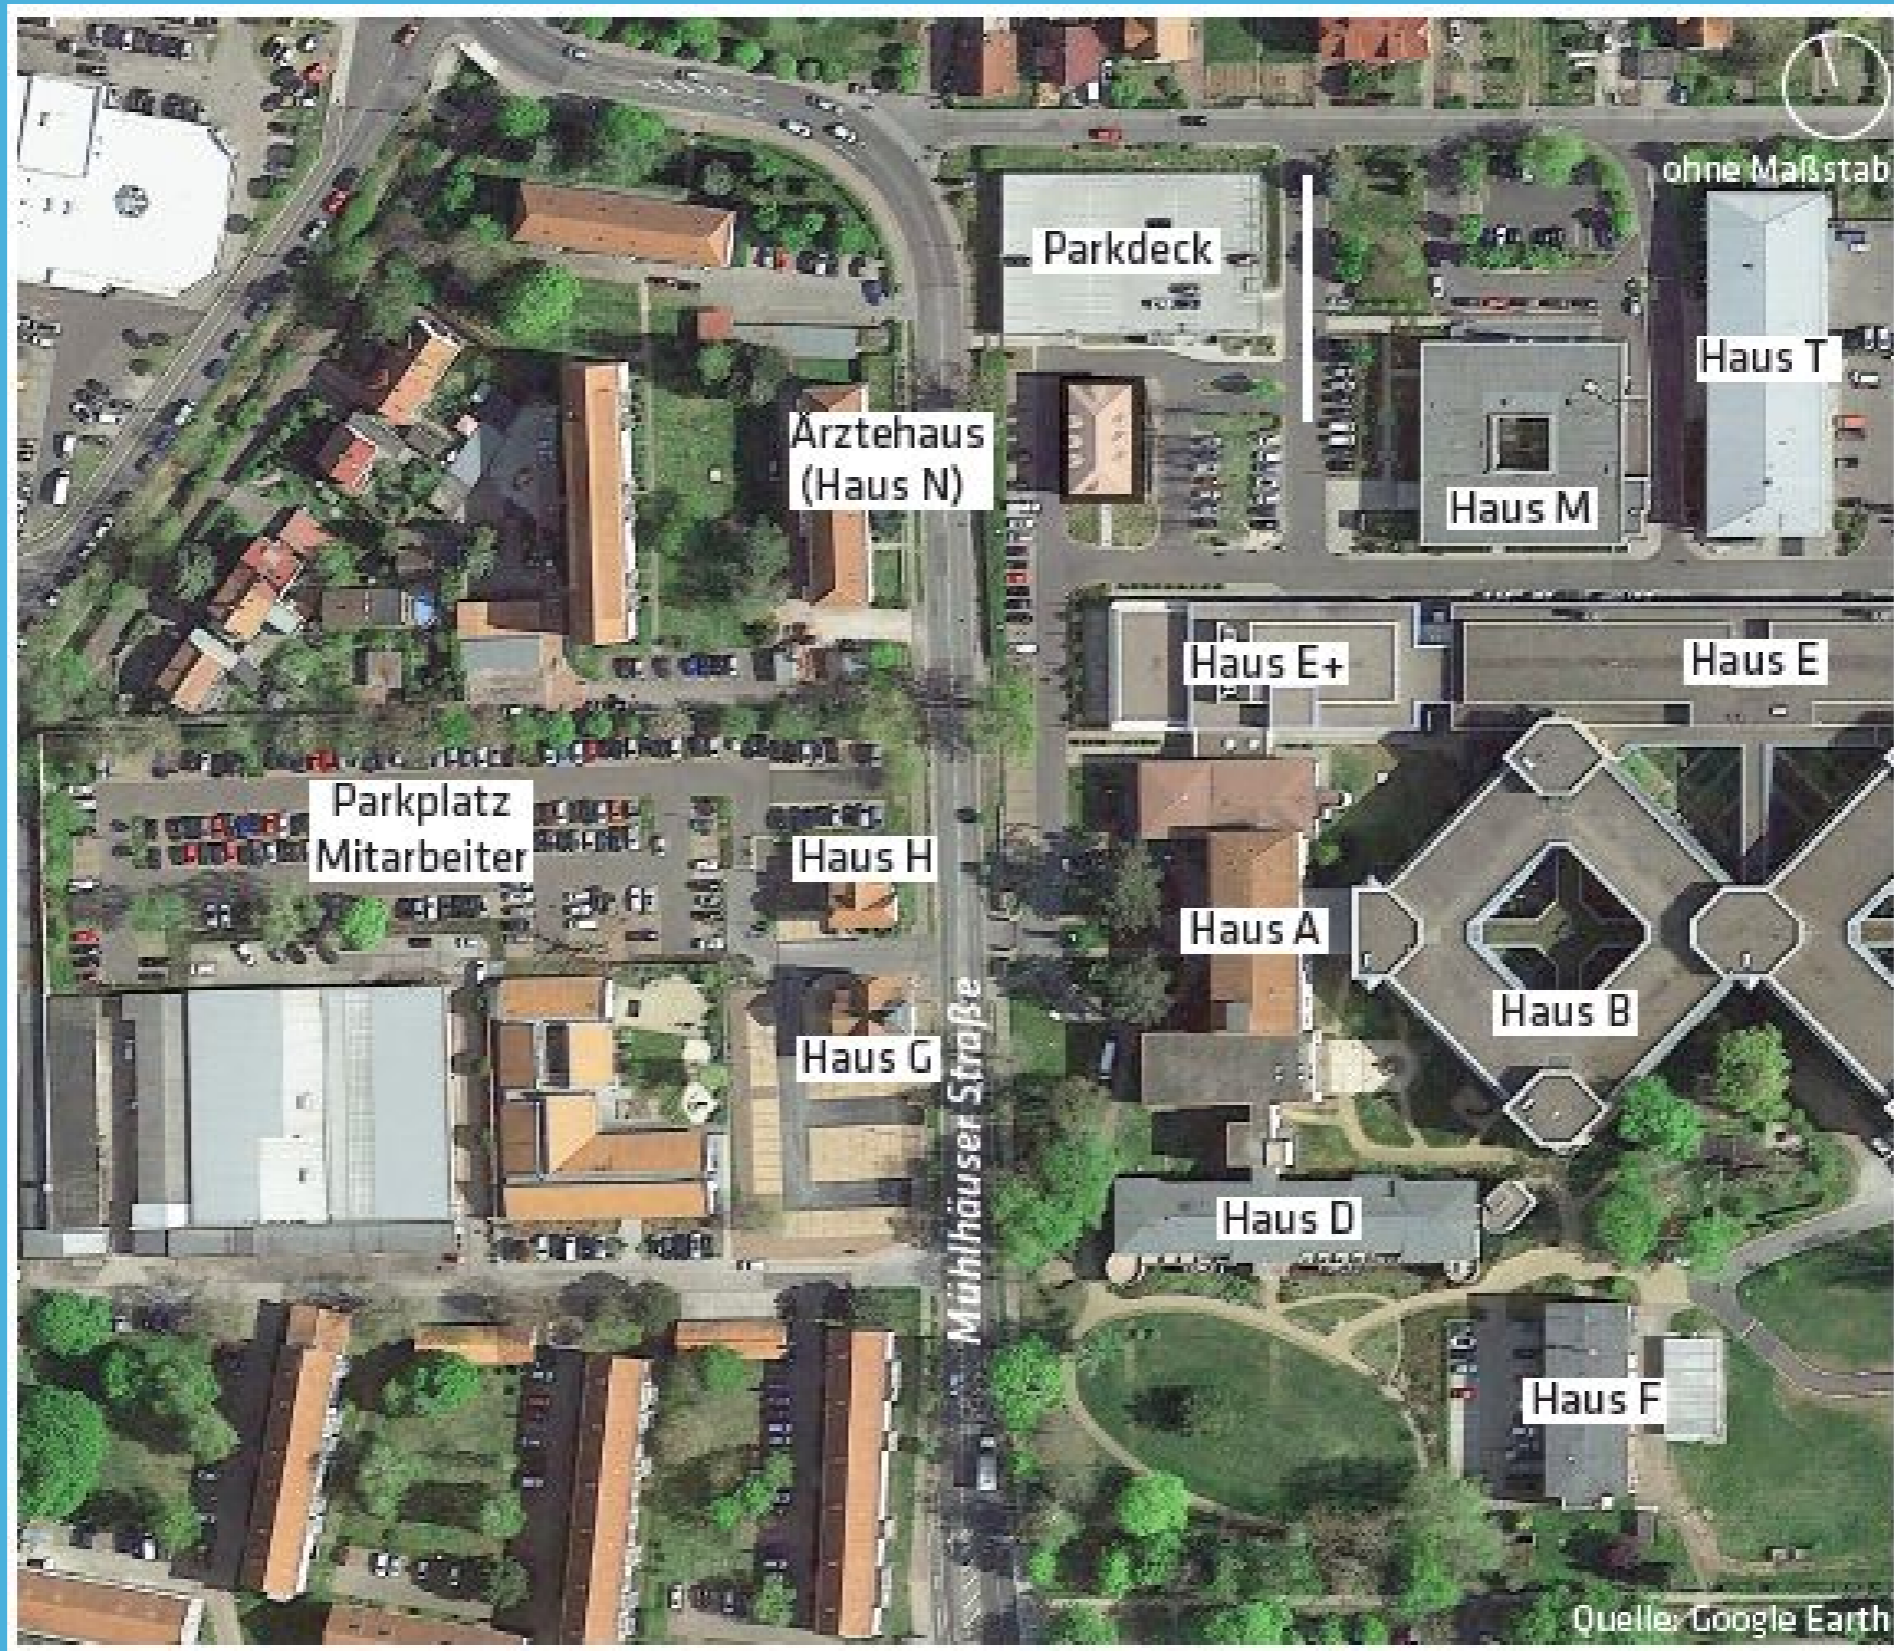 ohne Maßstab
Parkdeck
Haus T
Ärztehaus
(Haus N)
Haus M
Haus E+
Haus E
Parkplatz
Mitarbeiter
Haus H
Haus A
Haus B
Haus G
Mühlhäuser Straße
Haus D
Haus F
Quelle: Google Earth